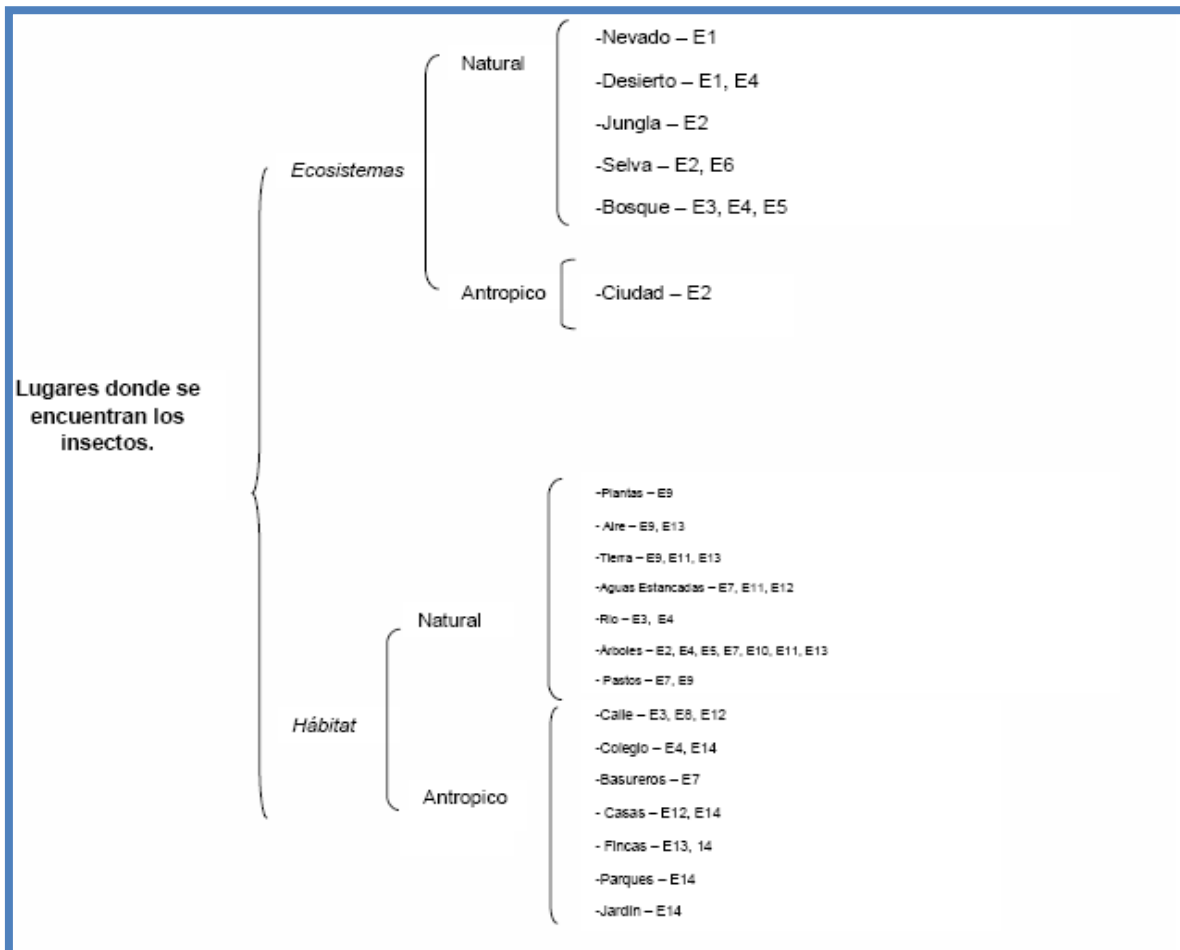 Lugares donde se
encuentran los
insectos.
Ecosistemas
Natural
-Nevado – E1
-Desierto – E1, E4
-Jungla – E2
-Selva – E2, E6
-Bosque – E3, E4, E5
Antropico
-Ciudad – E2
Hábitat
Natural
-Plantas – E9
- Aire – E9, E13
-Tierra – E9, E11, E13
-Aguas Estancadas – E7, E11, E12
-Rio – E3, E4
-Árboles – E2, E4, E5, E7, E10, E11, E13
- Pastos – E7, E9
Antropico
-Calle – E3, E8, E12
-Colegio – E4, E14
-Basureros – E7
- Casas – E12, E14
- Fincas – E13, 14
-Parques – E14
-Jardín – E14